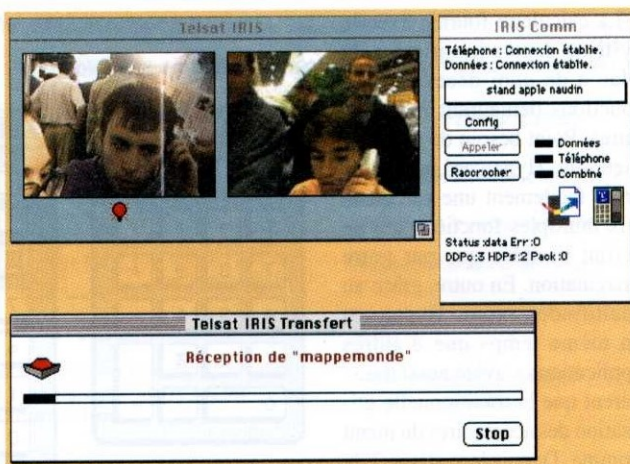 Telsat IRIS
IRIS Comm
Téléphone : Connexion établie.
Données : Connexion établie.
stand apple naudin
Config
Appeler
Raccrocher
Données
Téléphone
Combiné
Status :data Err :0
DDPo :3 HDPs :2 Pack :0
Telsat IRIS Transfert
Réception de "mappemonde"
Stop